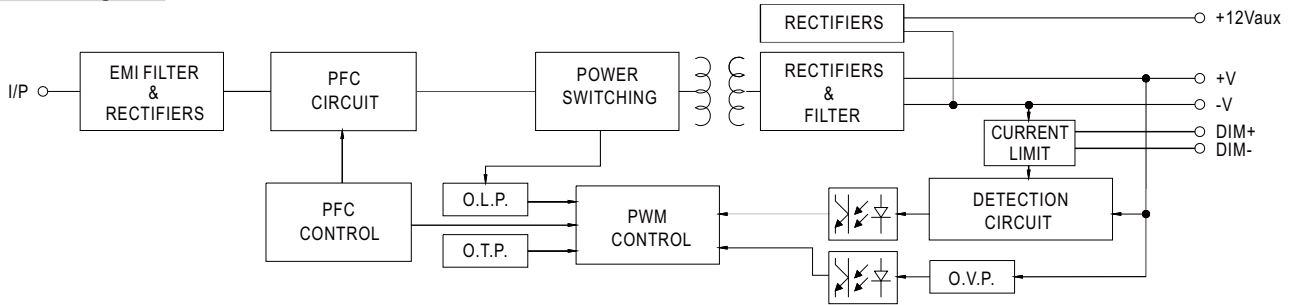 RECTIFIERS
+12Vaux
I/P
EMI FILTER
&
RECTIFIERS
PFC
CIRCUIT
POWER
SWITCHING
RECTIFIERS
&
FILTER
+V
-V
CURRENT
LIMIT
DIM+
DIM-
PFC
CONTROL
O.L.P.
O.T.P.
PWM
CONTROL
DETECTION
CIRCUIT
O.V.P.